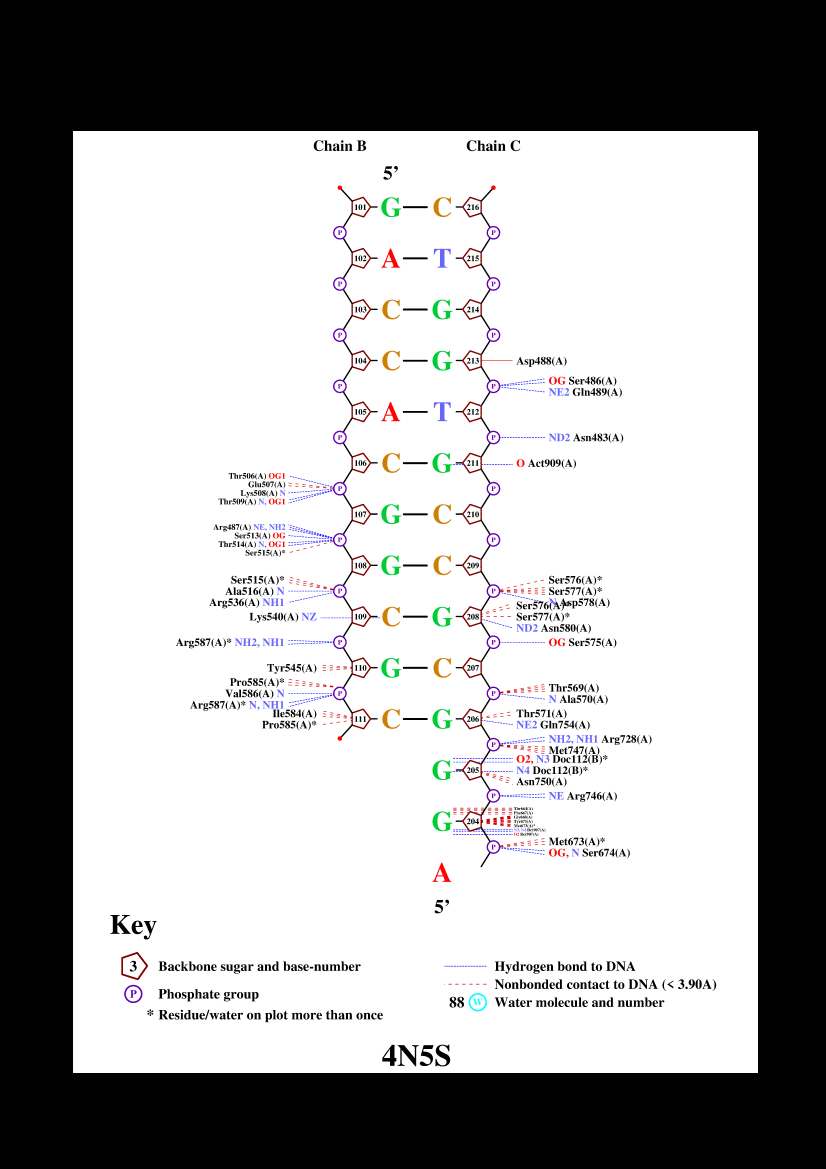 Chain B Chain C
5’
101 G C 216
P P
102 A T 215
P P
103 C G 214
P P
104 C G 213 Asp488(A)
P P OG Ser486(A)
NE2 Gln489(A)
105 A T 212
P P ND2 Asn483(A)
106 C G 211 O Act909(A)
Thr506(A) OG1
Glu507(A)
Lys508(A) N
Thr509(A) N, OG1
P P
107 G C 210
Arg487(A) NE, NH2
Ser513(A) OG
Thr514(A) N, OG1
Ser515(A)*
P P
108 G C 209
Ser515(A)* Ser576(A)*
Ala516(A) N P P Ser577(A)*
Arg536(A) NH1 N Asp578(A)
Ser576(A)*
Lys540(A) NZ 109 C G 208 Ser577(A)*
ND2 Asn580(A)
Arg587(A)* NH2, NH1 P P OG Ser575(A)
Tyr545(A) 110 G C 207
Pro585(A)* Thr569(A)
Val586(A) N P P N Ala570(A)
Arg587(A)* N, NH1
Ile584(A) Thr571(A)
Pro585(A)* 111 C G 206 NE2 Gln754(A)
P NH2, NH1 Arg728(A)
Met747(A)
O2, N3 Doc112(B)*
G 205 N4 Doc112(B)*
Asn750(A)
P NE Arg746(A)
G 204
P Met673(A)*
OG, N Ser674(A)
A
5’
Key
3 Backbone sugar and base-number
P Phosphate group
* Residue/water on plot more than once
Hydrogen bond to DNA
Nonbonded contact to DNA (< 3.90A)
88 W Water molecule and number
4N5S